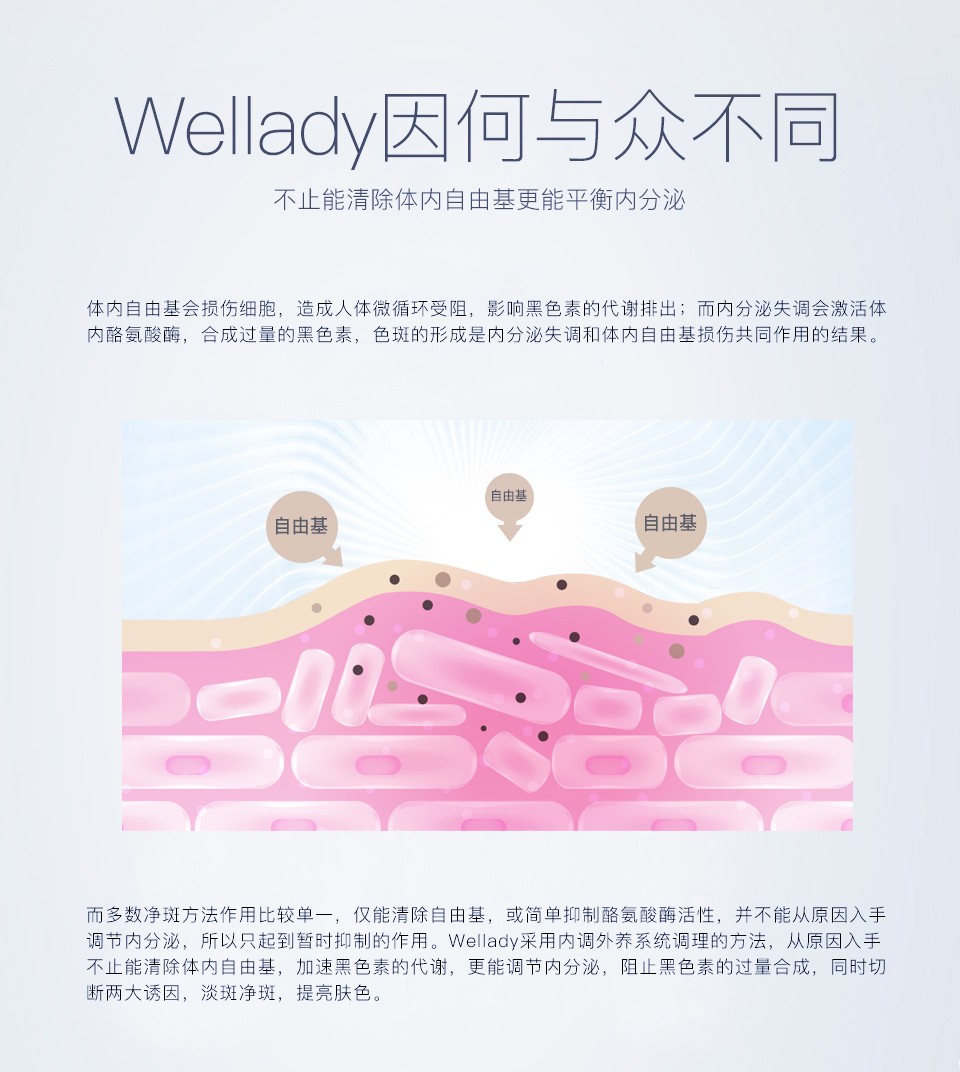 Wellady因何与众不同
不止能清除体内自由基更能平衡内分泌
体内自由基会损伤细胞，造成人体微循环受阻，影响黑色素的代谢排出；而内分泌失调会激活体
内酪氨酸酶，合成过量的黑色素，色斑的形成是内分泌失调和体内自由基损伤共同作用的结果。
自由基
自由基
自由基
而多数净斑方法作用比较单一，仅能清除自由基，或简单抑制酪氨酸酶活性，并不能从原因入手
调节内分泌，所以只起到暂时抑制的作用。Wellady采用内调外养系统调理的方法，从原因入手
不止能清除体内自由基，加速黑色素的代谢，更能调节内分泌，阻止黑色素的过量合成，同时切
断两大诱因，淡斑净斑，提亮肤色。